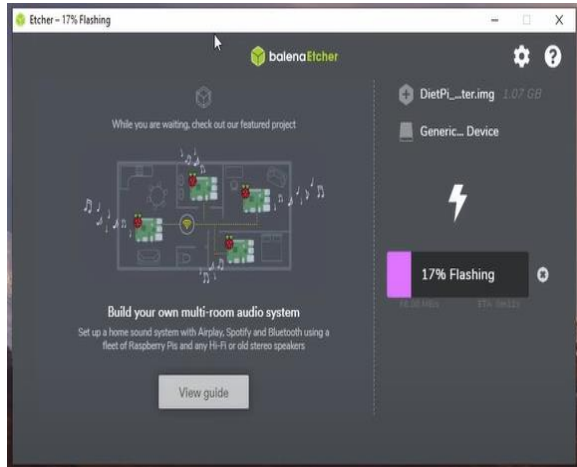 Etcher – 17% Flashing
balenaEtcher
While you are waiting, check out our featured project
Build your own multi-room audio system
Set up a home sound system with Airplay, Spotify and Bluetooth using a
fleet of Raspberry Pis and any Hi-Fi or old stereo speakers
View guide
DietPi_...ter.img 1.07 GB
Generic... Device
17% Flashing